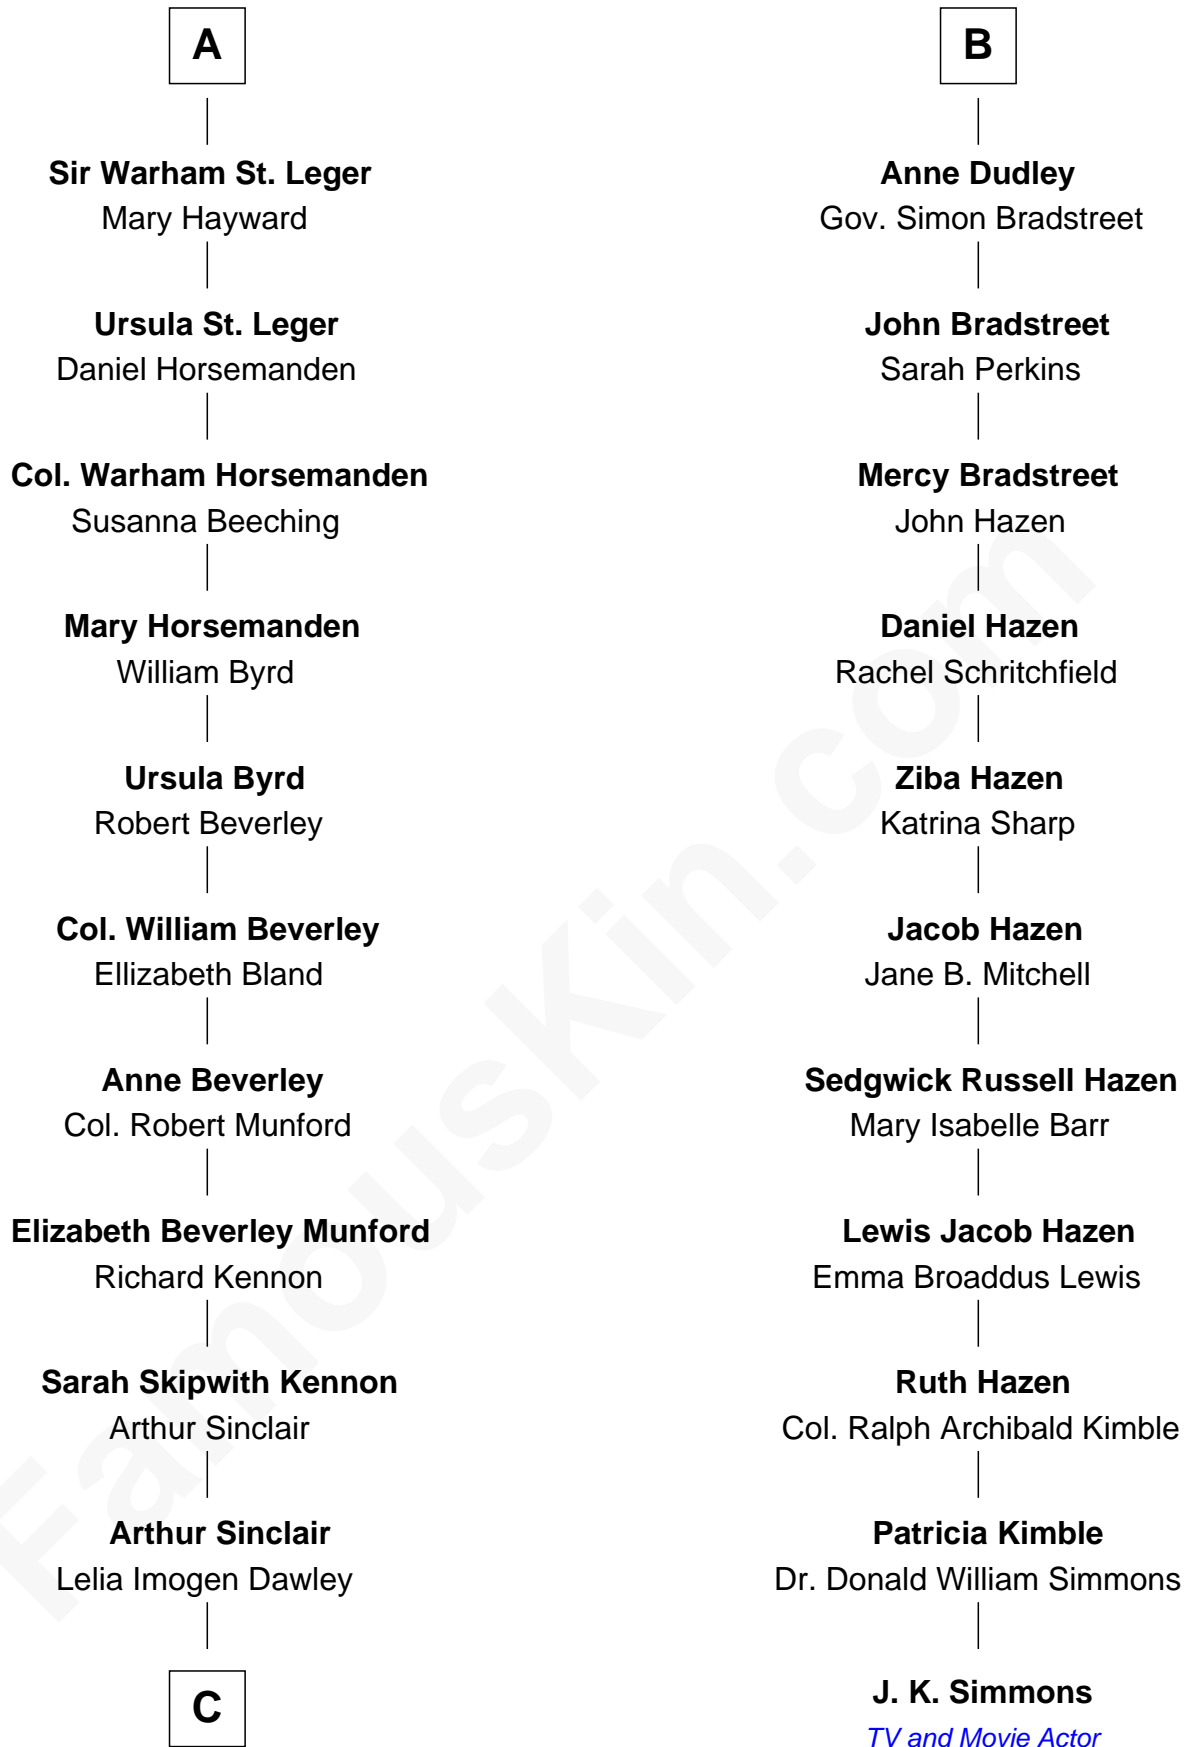 A
Sir Warham St. Leger
Mary Hayward
Ursula St. Leger
Daniel Horsemanden
Col. Warham Horsemanden
Susanna Beeching
Mary Horsemanden
William Byrd
Ursula Byrd
Robert Beverley
Col. William Beverley
Ellizabeth Bland
Anne Beverley
Col. Robert Munford
Elizabeth Beverley Munford
Richard Kennon
Sarah Skipwith Kennon
Arthur Sinclair
Arthur Sinclair
Lelia Imogen Dawley
C
B
Anne Dudley
Gov. Simon Bradstreet
John Bradstreet
Sarah Perkins
Mercy Bradstreet
John Hazen
Daniel Hazen
Rachel Schritchfield
Ziba Hazen
Katrina Sharp
Jacob Hazen
Jane B. Mitchell
Sedgwick Russell Hazen
Mary Isabelle Barr
Lewis Jacob Hazen
Emma Broaddus Lewis
Ruth Hazen
Col. Ralph Archibald Kimble
Patricia Kimble
Dr. Donald William Simmons
J. K. Simmons
TV and Movie Actor
FamousKin.com